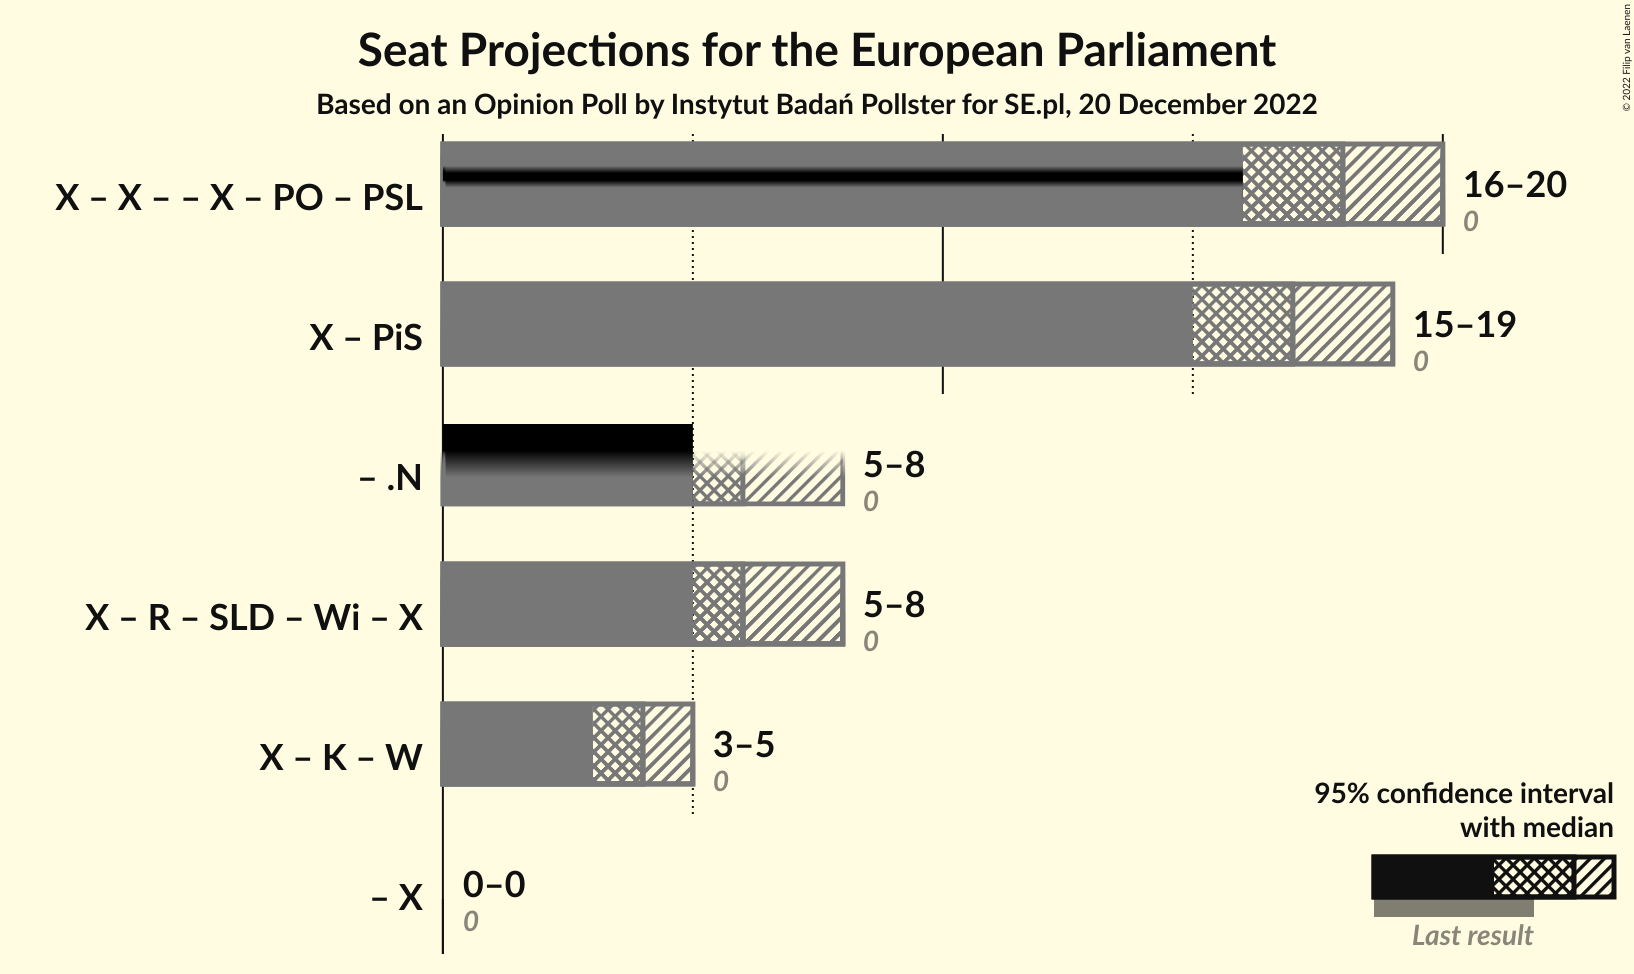 Seat Projections for the European Parliament
Based on an Opinion Poll by Instytut Badań Pollster for SE.pl, 20 December 2022
© 2022 Filip van Laenen
X – X – – X – PO – PSL
16–20
0
X – PiS
15–19
0
– .N
5–8
0
X – R – SLD – Wi – X
5–8
0
X – K – W
3–5
0
– X
0–0
0
95% confidence interval
with median
Last result